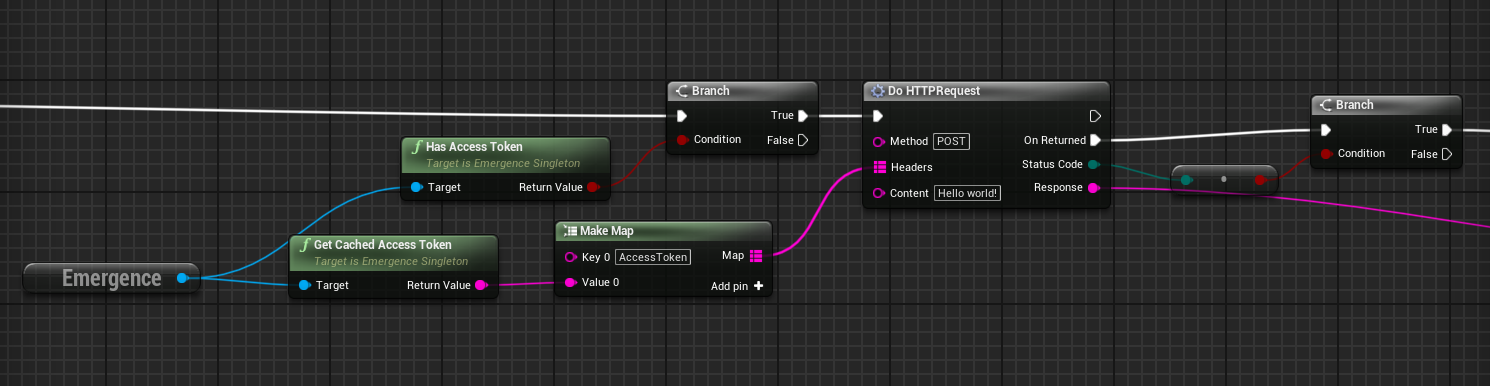 Branch
True
Condition
False
Do HTTPRequest
Method POST
On Returned
Headers
Status Code
Content Hello world!
Response
Branch
True
Condition
False
Has Access Token
Target is Emergence Singleton
Target
Return Value
Get Cached Access Token
Target is Emergence Singleton
Target
Return Value
Make Map
Key 0 AccessToken
Map
Value 0
Add pin +
Emergence